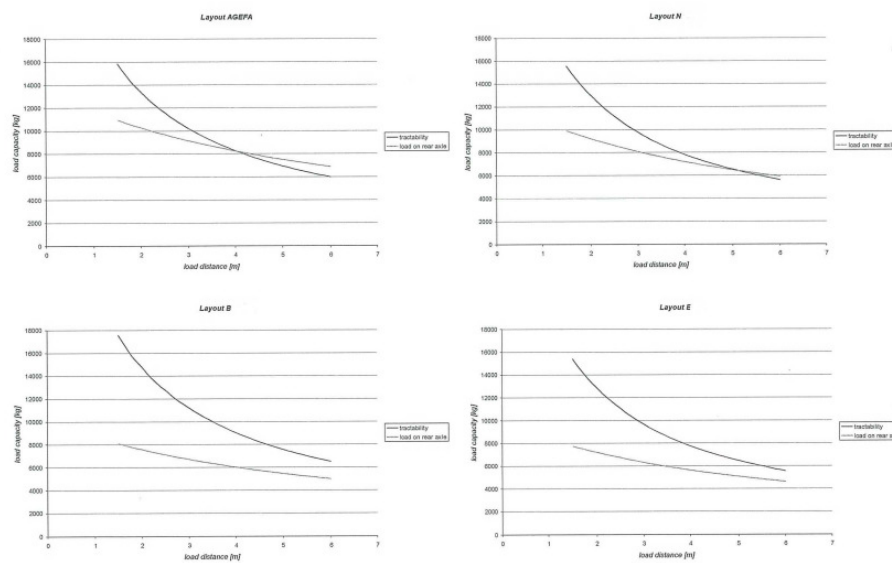 Layout AGEFA
load capacity [kg]
18000
16000
14000
12000
10000
8000
6000
4000
2000
0
0 1 2 3 4 5 6 7
load distance [m]
tractability
load on rear axle
Layout N
load capacity [kg]
18000
16000
14000
12000
10000
8000
6000
4000
2000
0
0 1 2 3 4 5 6 7
load distance [m]
tractability
load on rear axl
Layout B
load capacity [kg]
18000
16000
14000
12000
10000
8000
6000
4000
2000
0
0 1 2 3 4 5 6 7
load distance [m]
tractability
load on rear axle
Layout E
load capacity [kg]
18000
16000
14000
12000
10000
8000
6000
4000
2000
0
0 1 2 3 4 5 6 7
load distance [m]
tractability
load on rear a